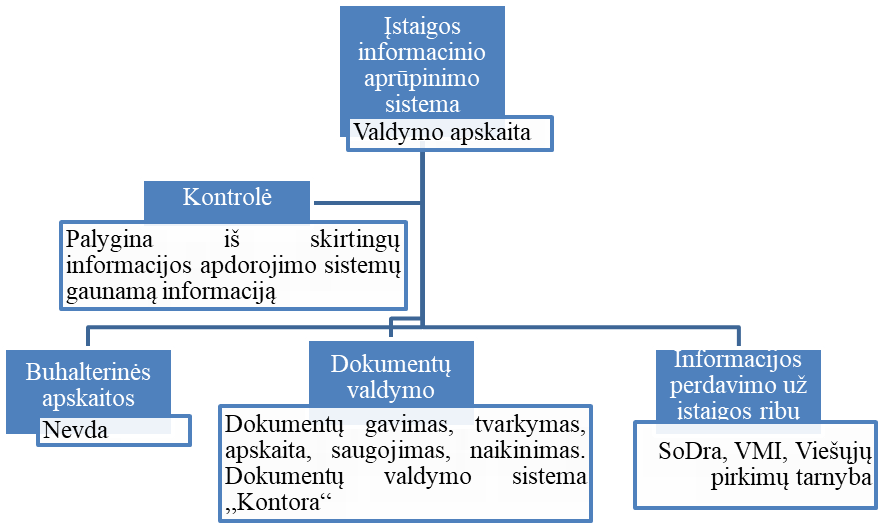 Įstaigos
informacinio
aprūpinimo
sistema
Valdymo apskaita
Kontrolė
Palygina iš skirtingų
informacijos apdorojimo sistemų
gaunamą informaciją
Buhalterinės
apskaitos
Nevda
Dokumentų
valdymo
Dokumentų gavimas, tvarkymas,
apskaita, saugojimas, naikinimas.
Dokumentų valdymo sistema
„Kontora“
Informacijos
perdavimo už
įstaigos ribų
SoDra, VMI, Viešųjų
pirkimų tarnyba